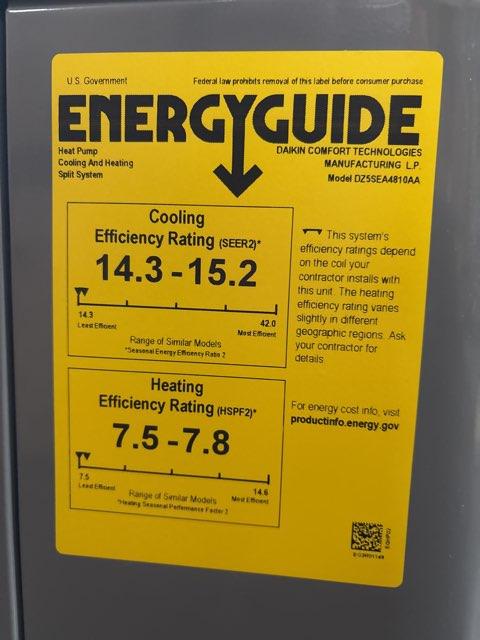 U.S. Government
Federal law prohibits removal of this label before consumer purchase
ENERGYGUIDE
Heat Pump
Cooling And Heating
Split System
DAIKIN COMFORT TECHNOLOGIES
MANUFACTURING L.P.
Model DZ5SEA4810AA
Cooling
Efficiency Rating (SEER2)*
14.3 - 15.2
14.3
Least Efficient
42.0
Most Efficient
Range of Similar Models
*Seasonal Energy Efficiency Ratio 2
This system's
efficiency ratings depend
on the coil your
contractor installs with
this unit. The heating
efficiency rating varies
slightly in different
geographic regions. Ask
your contractor for
details.
Heating
Efficiency Rating (HSPF2)*
7.5 - 7.8
7.5
Least Efficient
14.6
Most Efficient
Range of Similar Models
*Heating Seasonal Performance Factor 2
For energy cost info, visit
productinfo.energy.gov